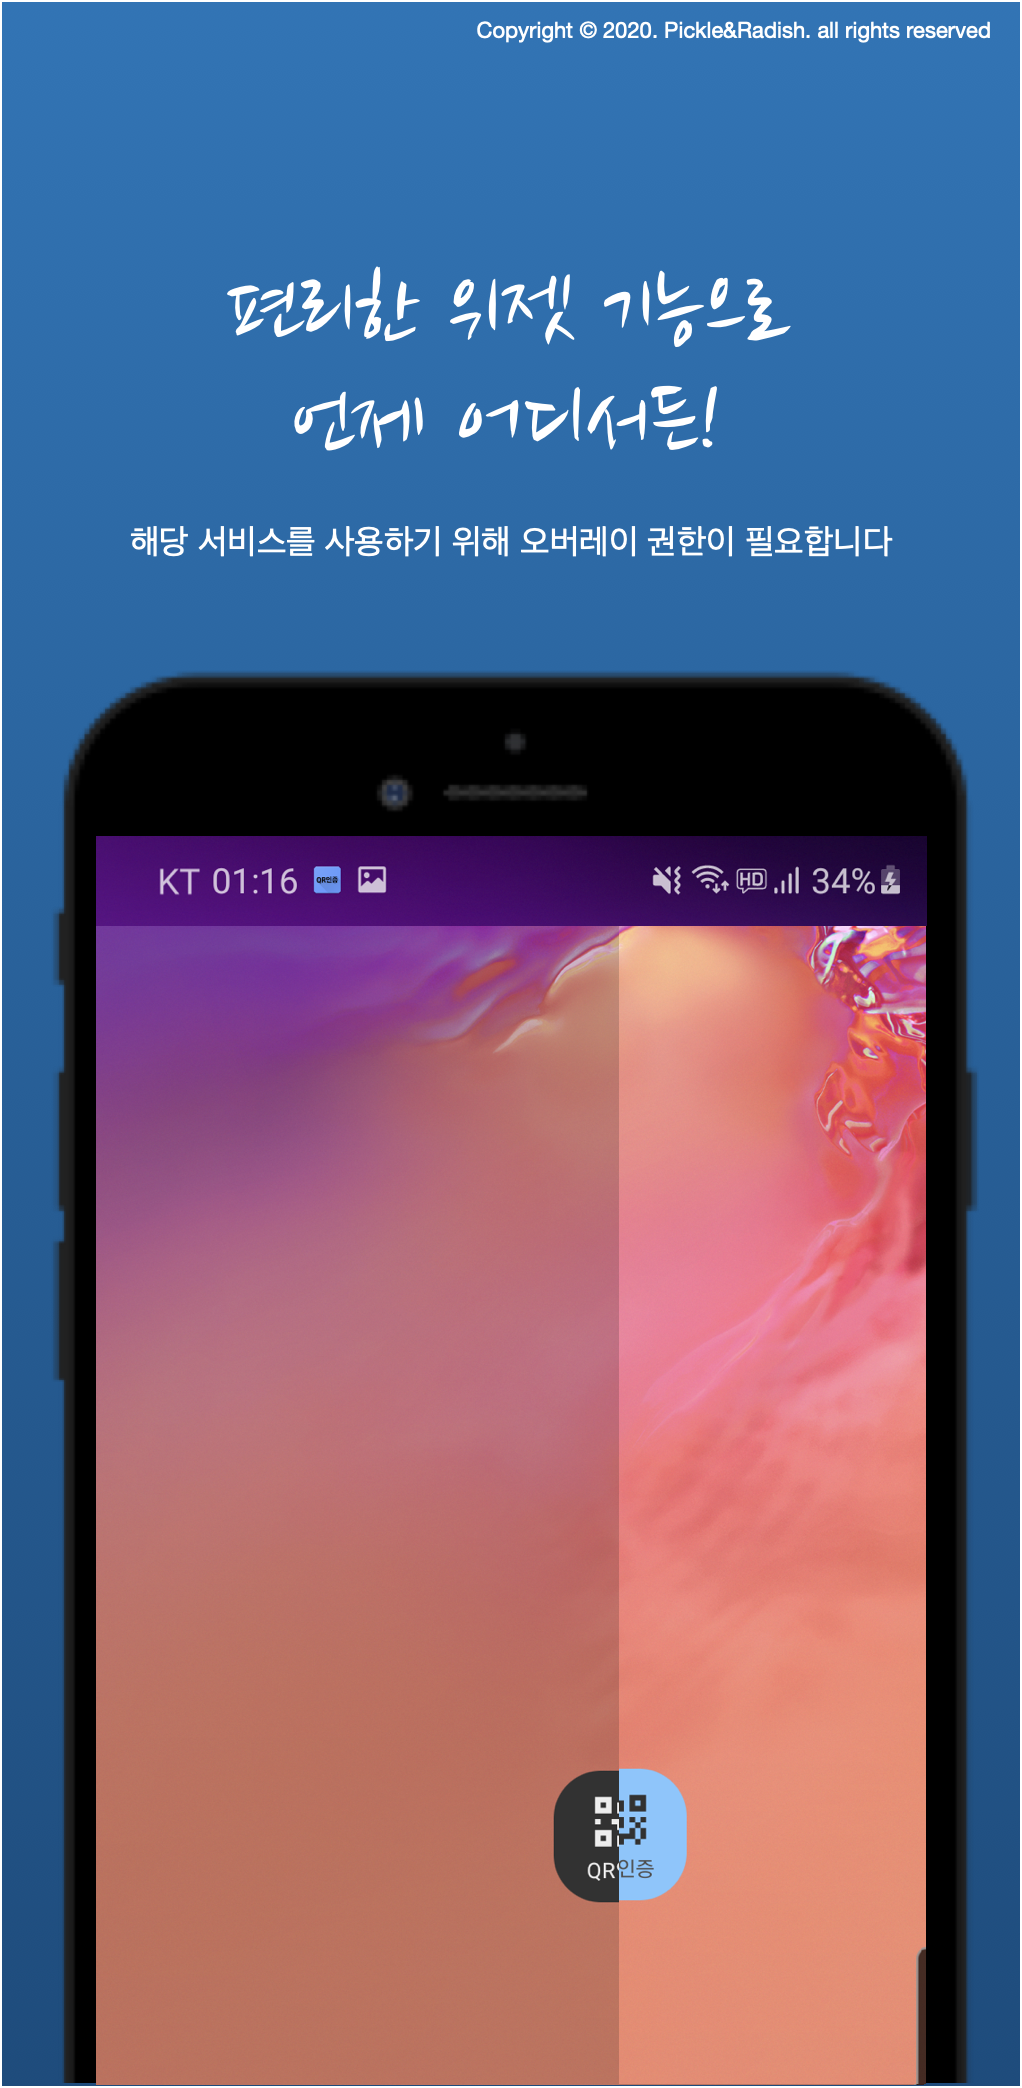 Copyright © 2020. Pickle&Radish. all rights reserved
편리한 위젯 기능으로
언제 어디서든!
해당 서비스를 사용하기 위해 오버레이 권한이 필요합니다
KT 01:16 QR인증 HD 34%
QR인증